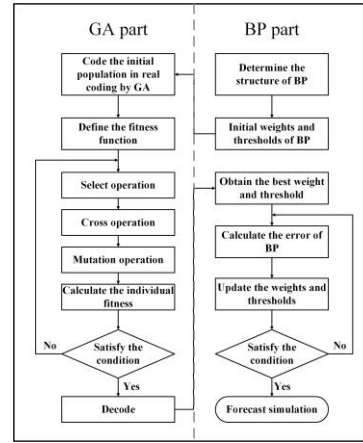 GA part
Code the initial
population in real
coding by GA
Define the fitness
function
Select operation
Cross operation
Mutation operation
Calculate the individual
fitness
No
Satisfy the
condition
Yes
Decode
BP part
Determine the
structure of BP
Initial weights and
thresholds of BP
Obtain the best weight
and threshold
Calculate the error of
BP
Update the weights and
thresholds
Satisfy the
condition
No
Yes
Forecast simulation